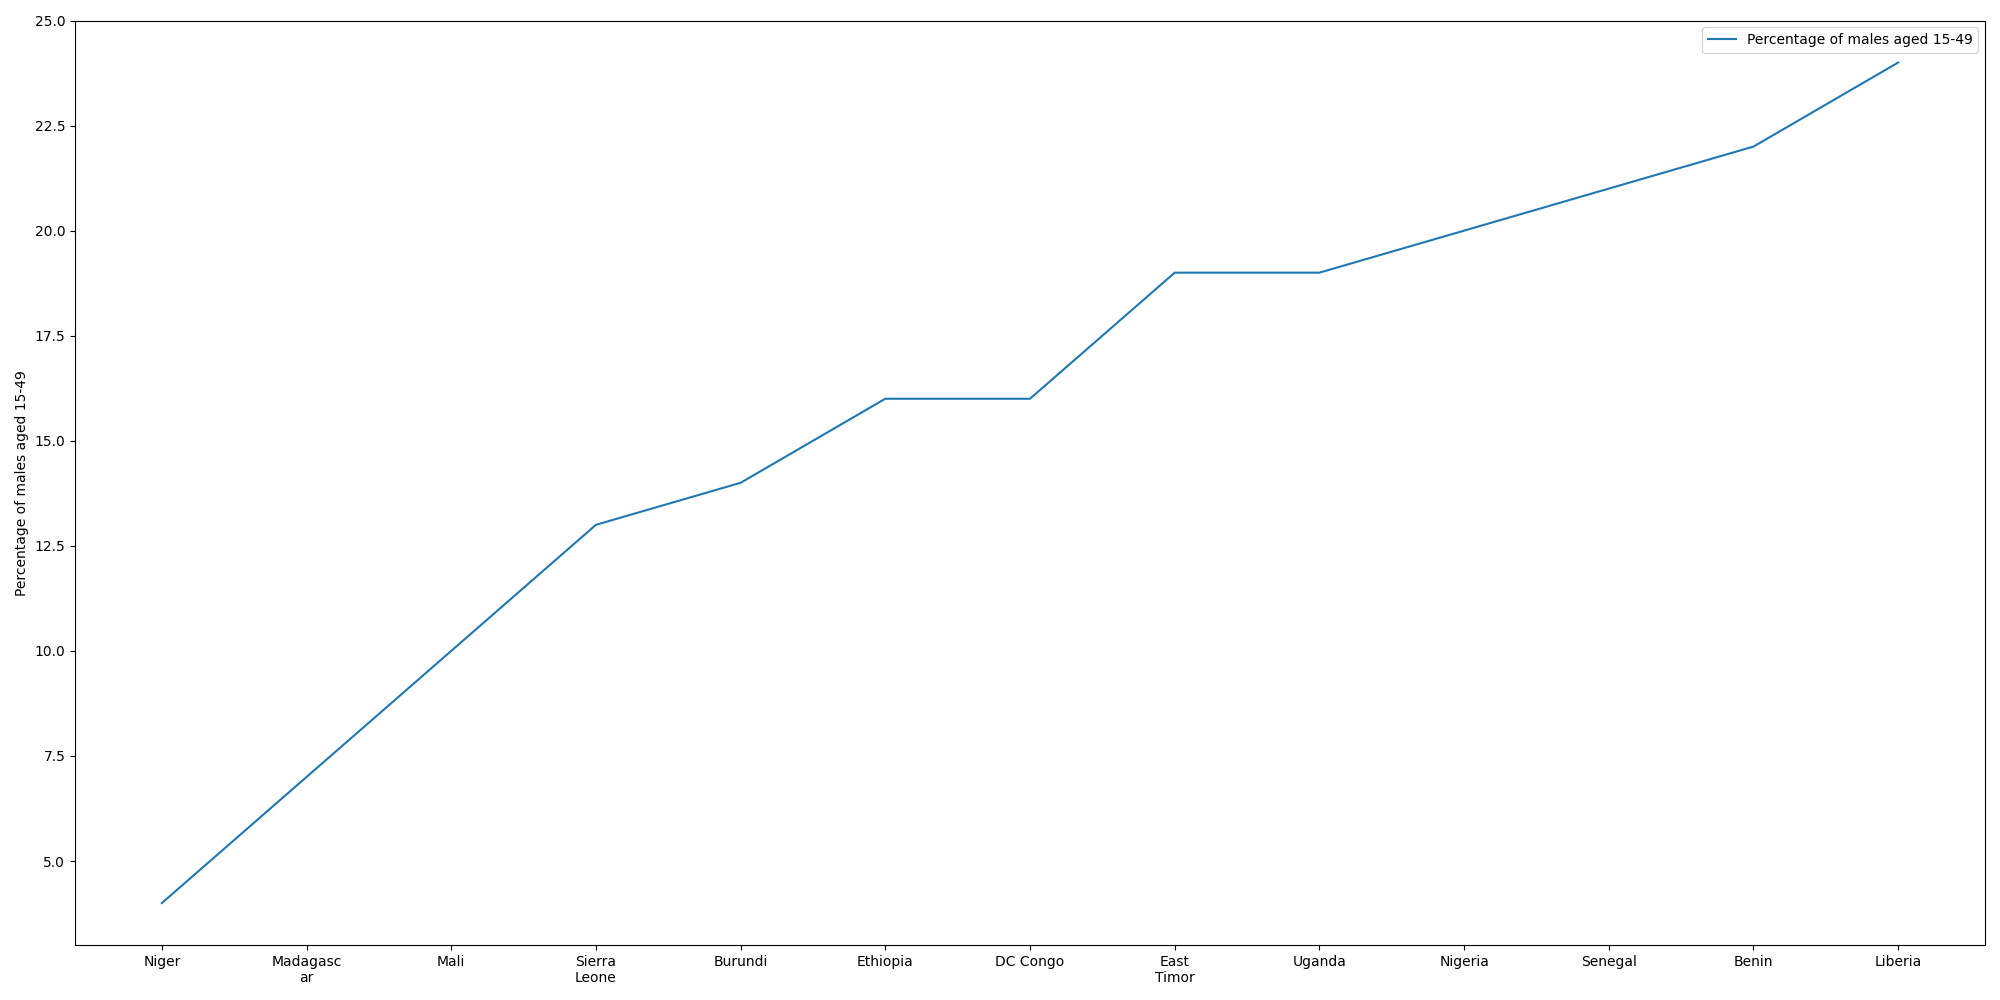 Percentage of males aged 15-49
25.0
22.5
20.0
17.5
15.0
12.5
10.0
7.5
5.0
Percentage of males aged 15-49
Niger
Madagasc
ar
Mali
Sierra
Leone
Burundi
Ethiopia
DC Congo
East
Timor
Uganda
Nigeria
Senegal
Benin
Liberia